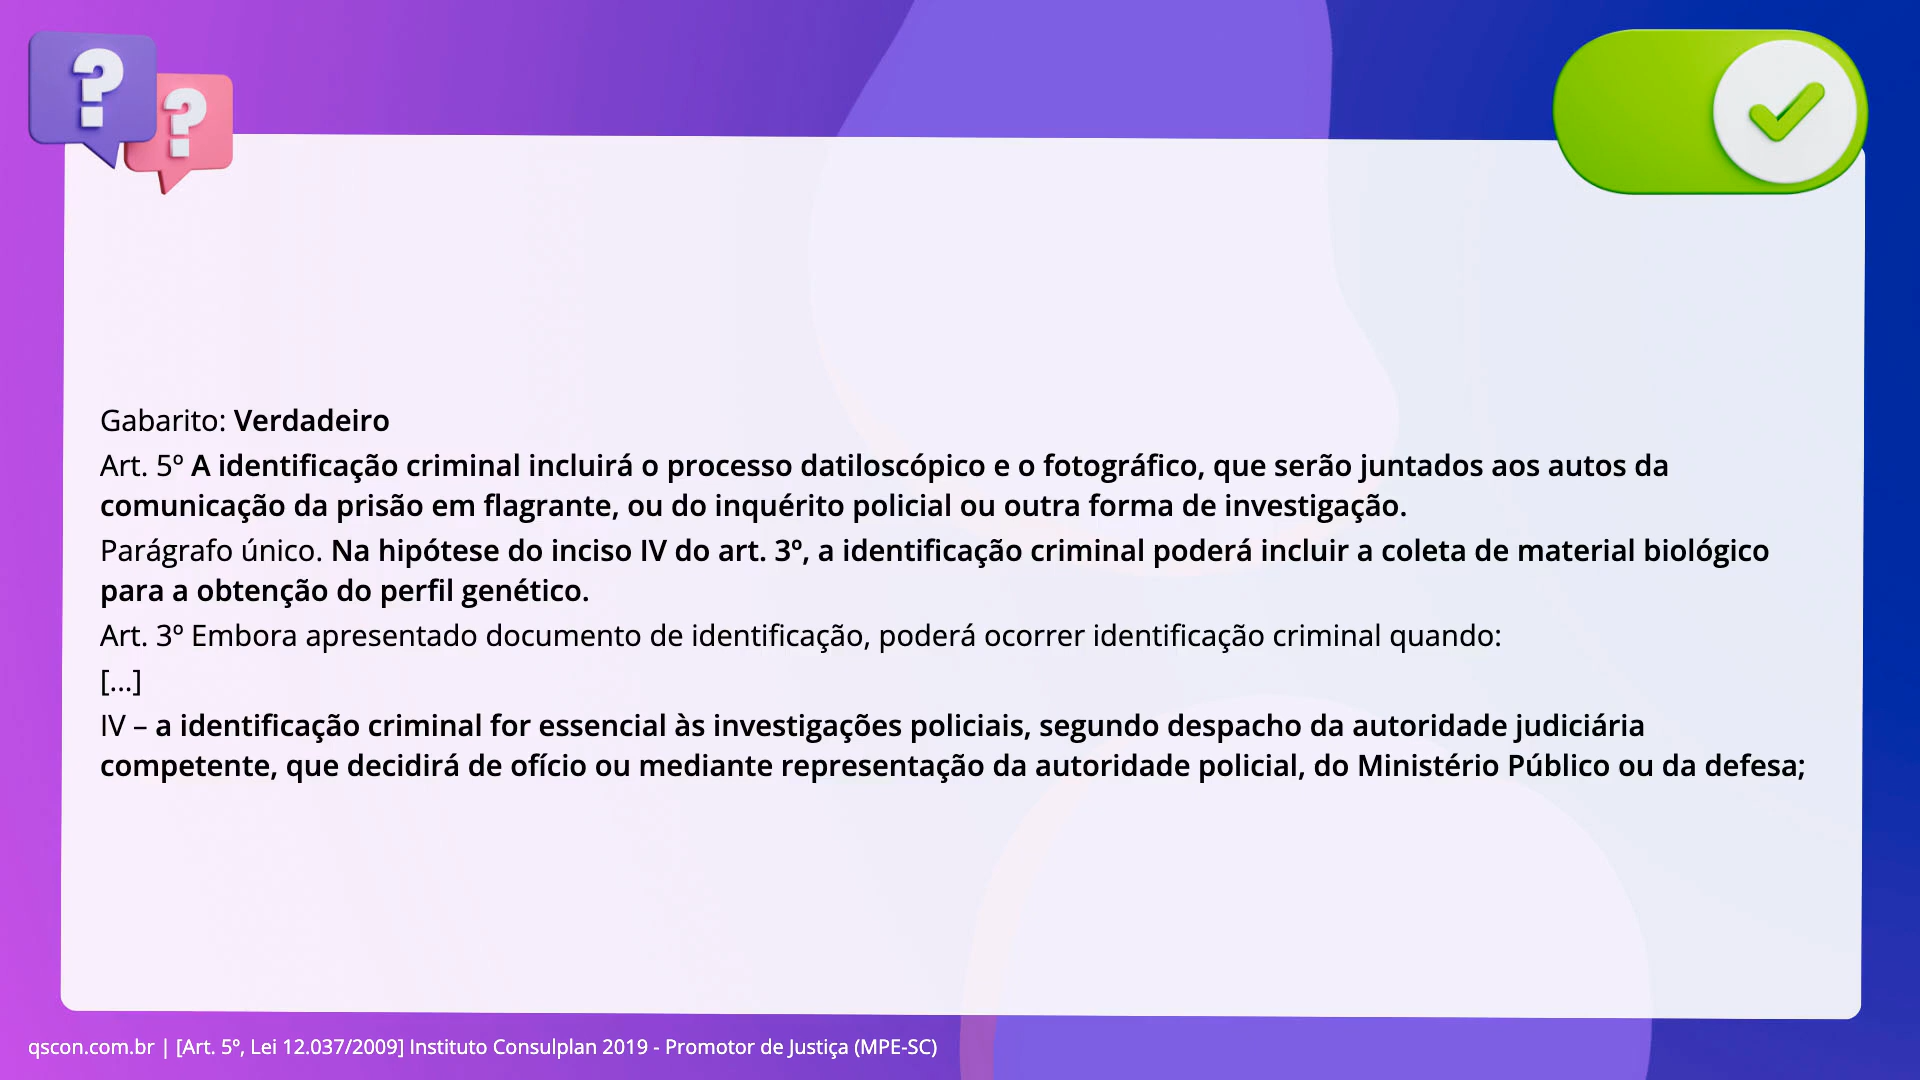 Gabarito: Verdadeiro
Art. 5º A identificação criminal incluirá o processo datiloscópico e o fotográfico, que serão juntados aos autos da
comunicação da prisão em flagrante, ou do inquérito policial ou outra forma de investigação.
Parágrafo único. Na hipótese do inciso IV do art. 3º, a identificação criminal poderá incluir a coleta de material biológico
para a obtenção do perfil genético.
Art. 3º Embora apresentado documento de identificação, poderá ocorrer identificação criminal quando:
[...]
IV – a identificação criminal for essencial às investigações policiais, segundo despacho da autoridade judiciária
competente, que decidirá de ofício ou mediante representação da autoridade policial, do Ministério Público ou da defesa;
qscon.com.br | [Art. 5º, Lei 12.037/2009] Instituto Consulplan 2019 - Promotor de Justiça (MPE-SC)